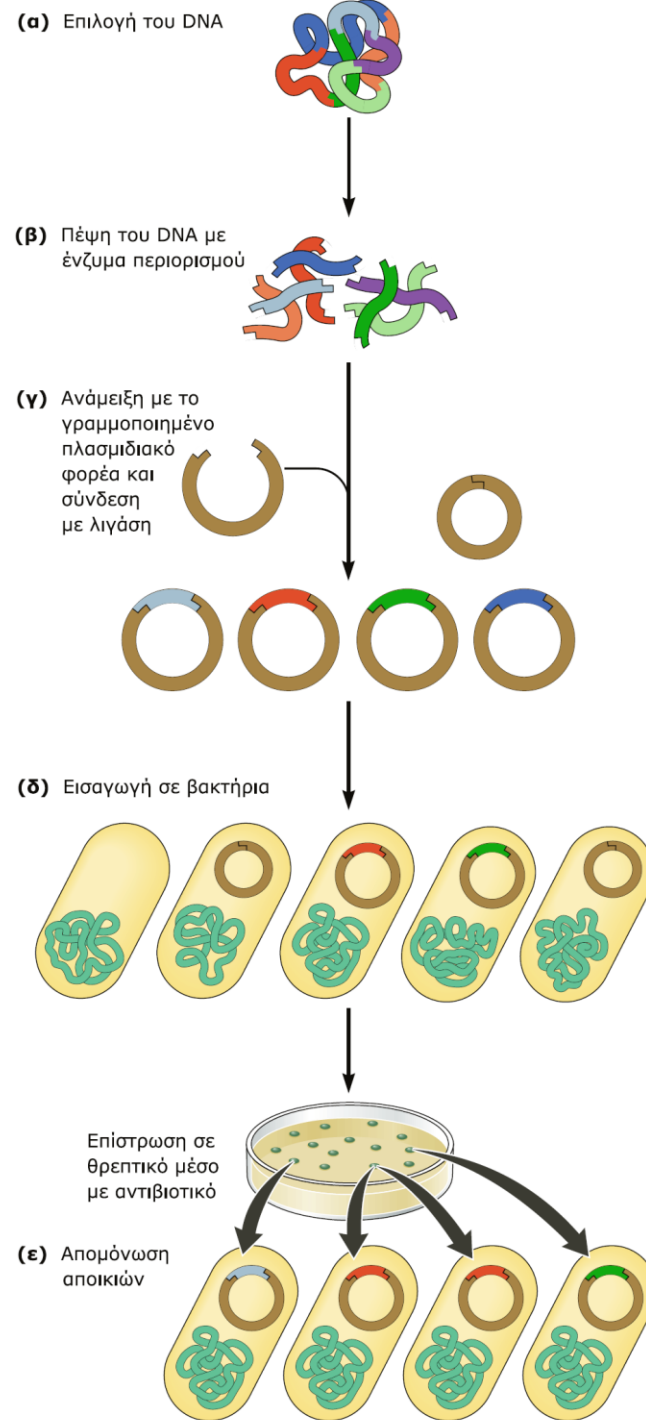 (α) Επιλογή του DNA
(β) Πέψη του DNA με
ένζυμα περιορισμού
(γ) Ανάμειξη με το
γραμμοποιημένο
πλασμιδιακό
φορέα και
σύνδεση
με λιγάση
(δ) Εισαγωγή σε βακτήρια
Επίστρωση σε
θρεπτικό μέσο
με αντιβιοτικό
(ε) Απομόνωση
αποικιών